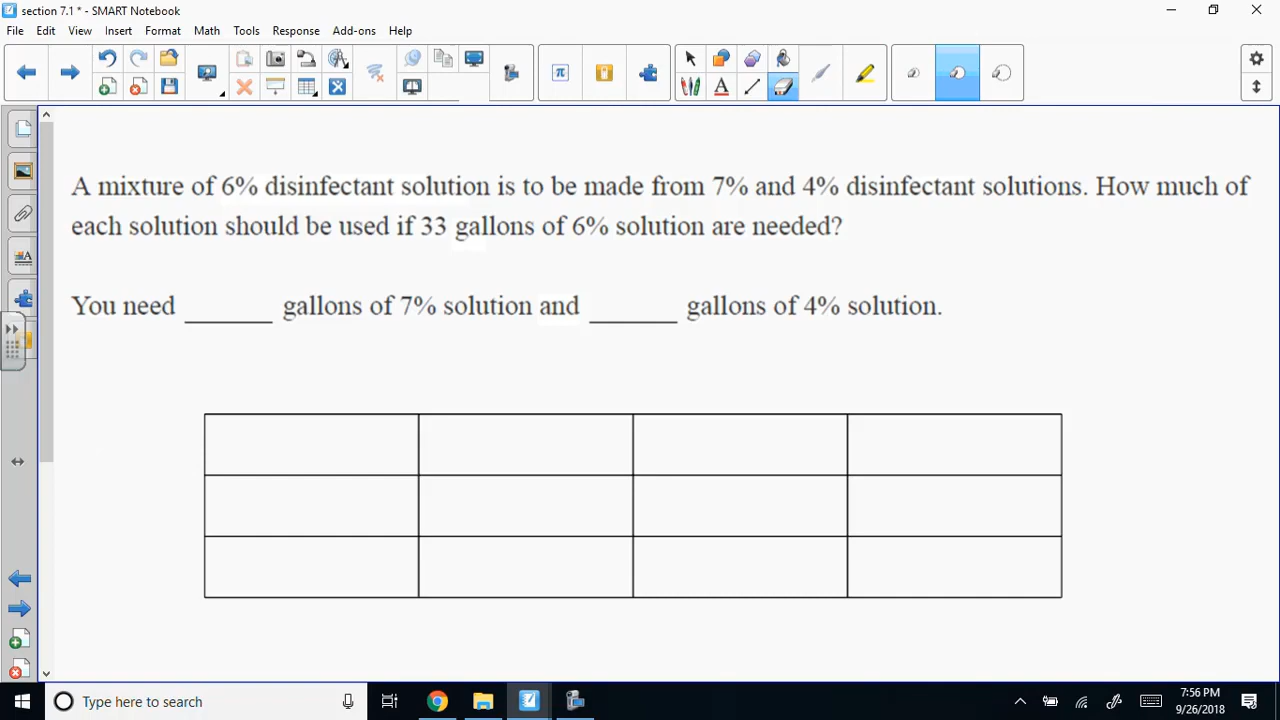 section 7.1 * - SMART Notebook
File Edit View Insert Format Math Tools Response Add-ons Help
A mixture of 6% disinfectant solution is to be made from 7% and 4% disinfectant solutions. How much of
each solution should be used if 33 gallons of 6% solution are needed?
You need ______ gallons of 7% solution and ______ gallons of 4% solution.
Type here to search
7:56 PM
9/26/2018